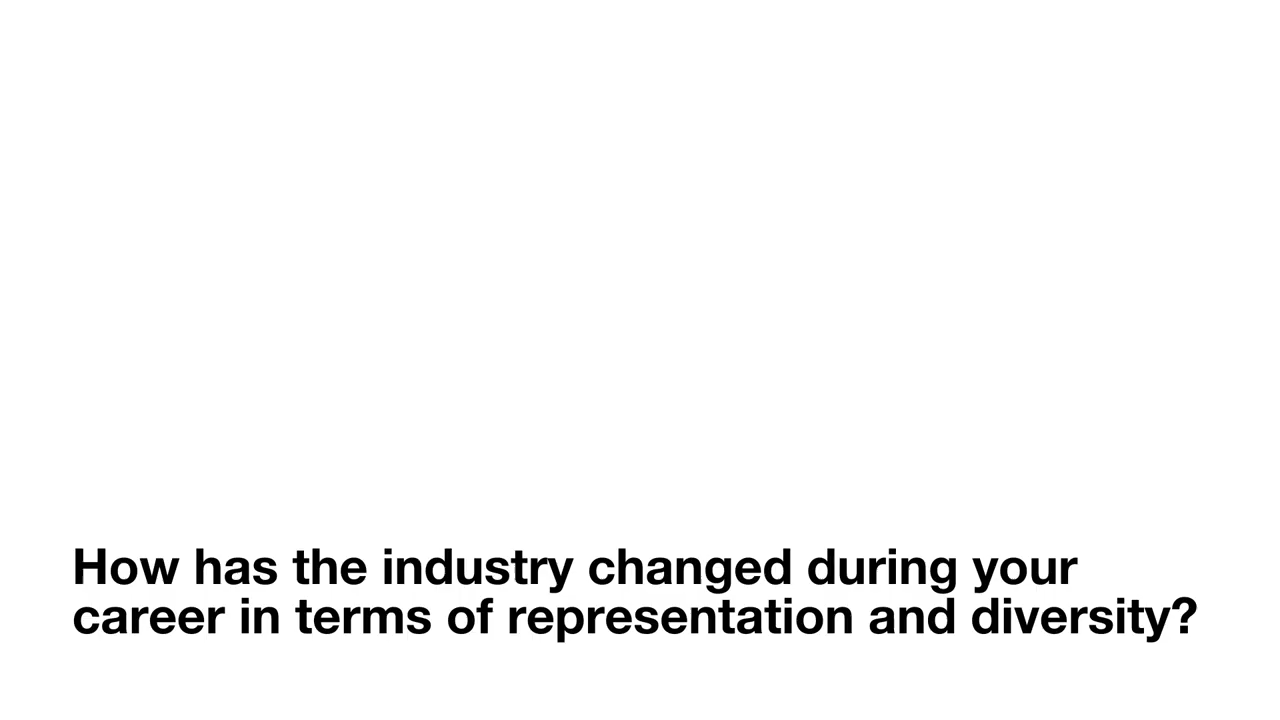 How has the industry changed during your
career in terms of representation and diversity?